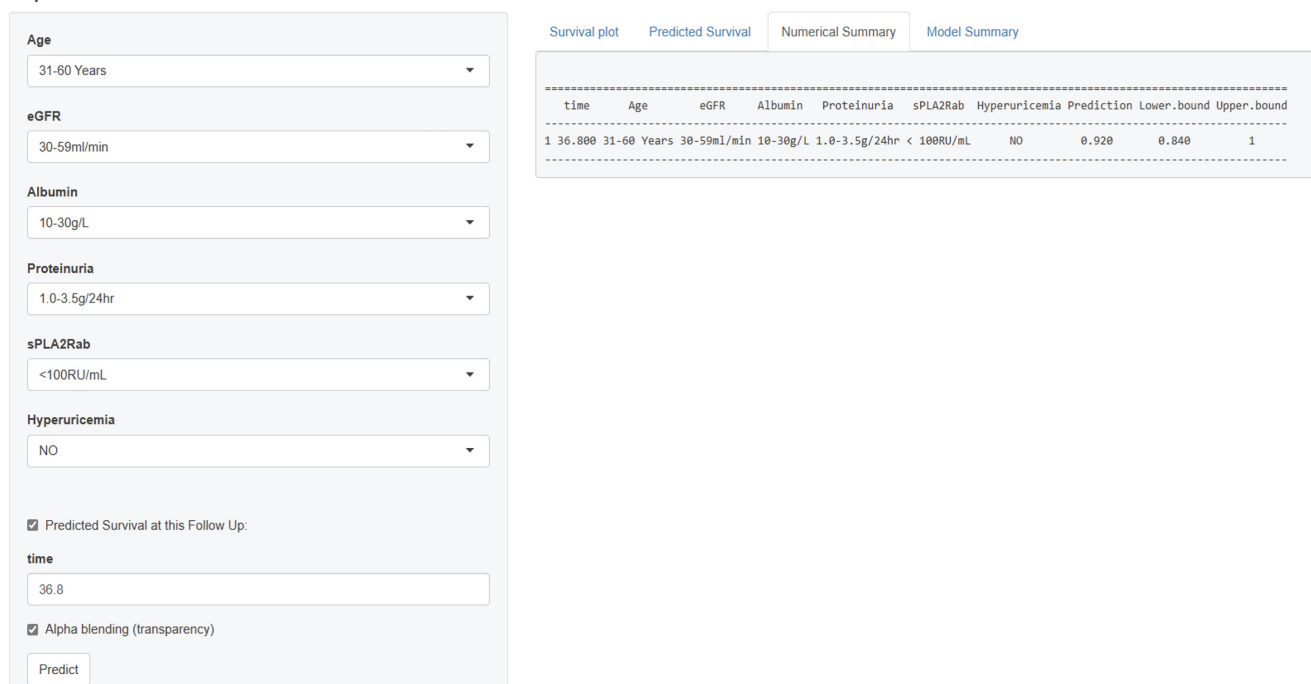 Age
31-60 Years
eGFR
30-59ml/min
Albumin
10-30g/L
Proteinuria
1.0-3.5g/24hr
sPLA2Rab
<100RU/mL
Hyperuricemia
NO
Predicted Survival at this Follow Up:
time
36.8
Alpha blending (transparency)
Predict
Survival plot Predicted Survival Numerical Summary Model Summary
time Age eGFR Albumin Proteinuria sPLA2Rab Hyperuricemia Prediction Lower.bound Upper.bound
1 36.800 31-60 Years 30-59ml/min 10-30g/L 1.0-3.5g/24hr < 100RU/mL NO 0.920 0.840 1